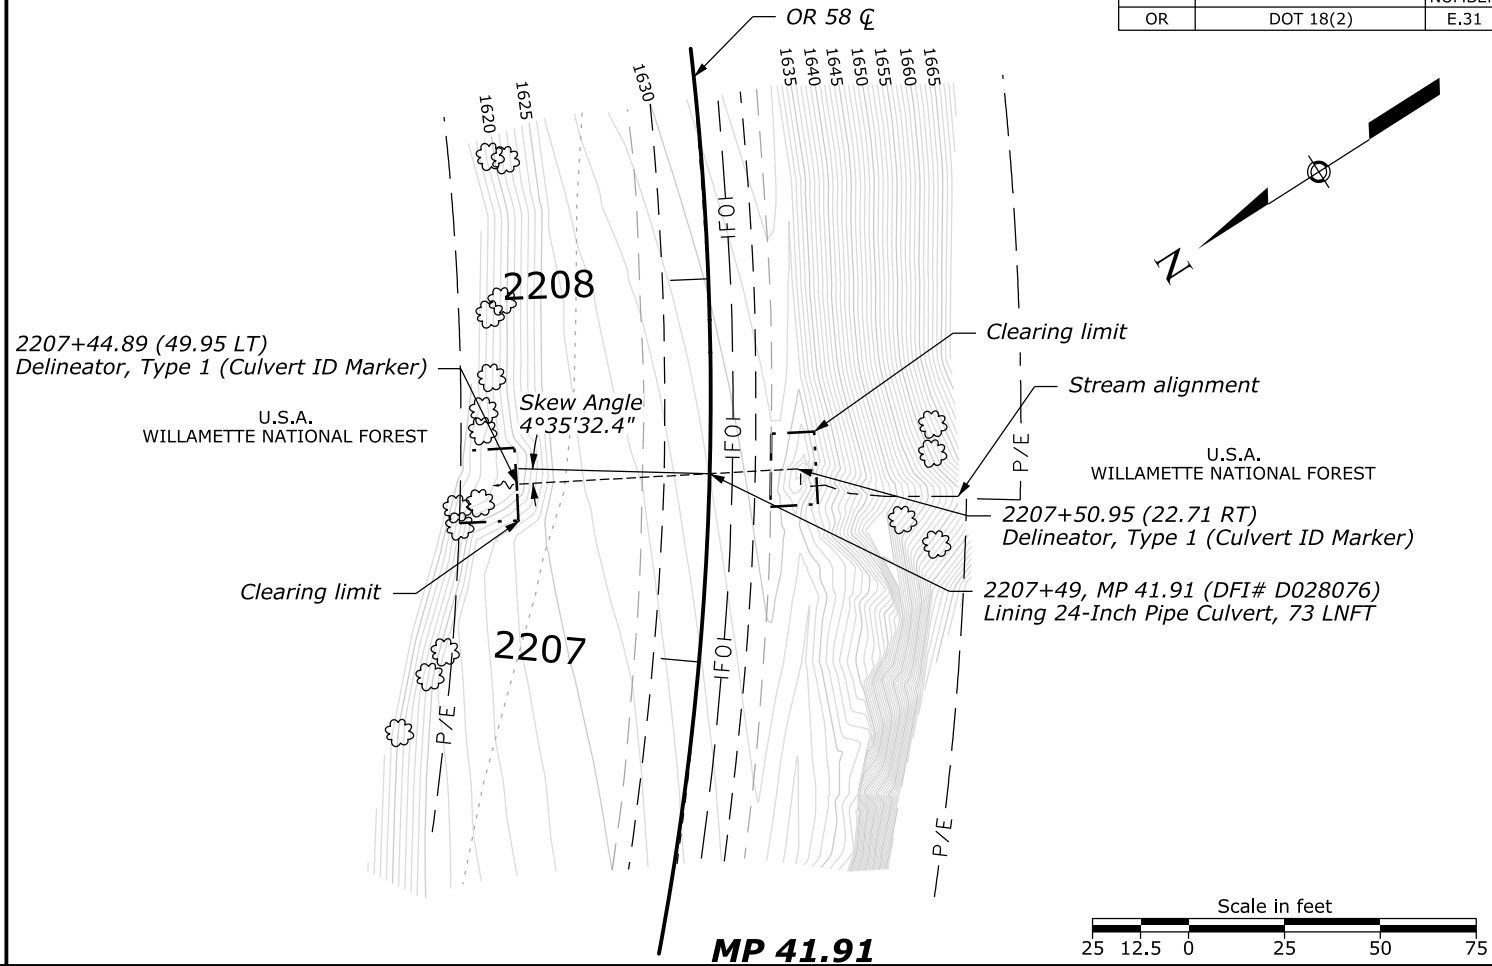 OR 58 ℄
NUMBER
OR DOT 18(2) E.31
1620
1625
1630
1635
1640
1645
1650
1655
1660
1665
N
2208
2207+44.89 (49.95 LT)
Delineator, Type 1 (Culvert ID Marker)
Clearing limit
Stream alignment
Skew Angle
4°35'32.4"
U.S.A.
WILLAMETTE NATIONAL FOREST
U.S.A.
WILLAMETTE NATIONAL FOREST
P/E
IFOI
IFOI
2207+50.95 (22.71 RT)
Delineator, Type 1 (Culvert ID Marker)
Clearing limit
2207+49, MP 41.91 (DFI# D028076)
Lining 24-Inch Pipe Culvert, 73 LNFT
2207
IFOI
P/E
P/E
Scale in feet
25 12.5 0 25 50 75
MP 41.91